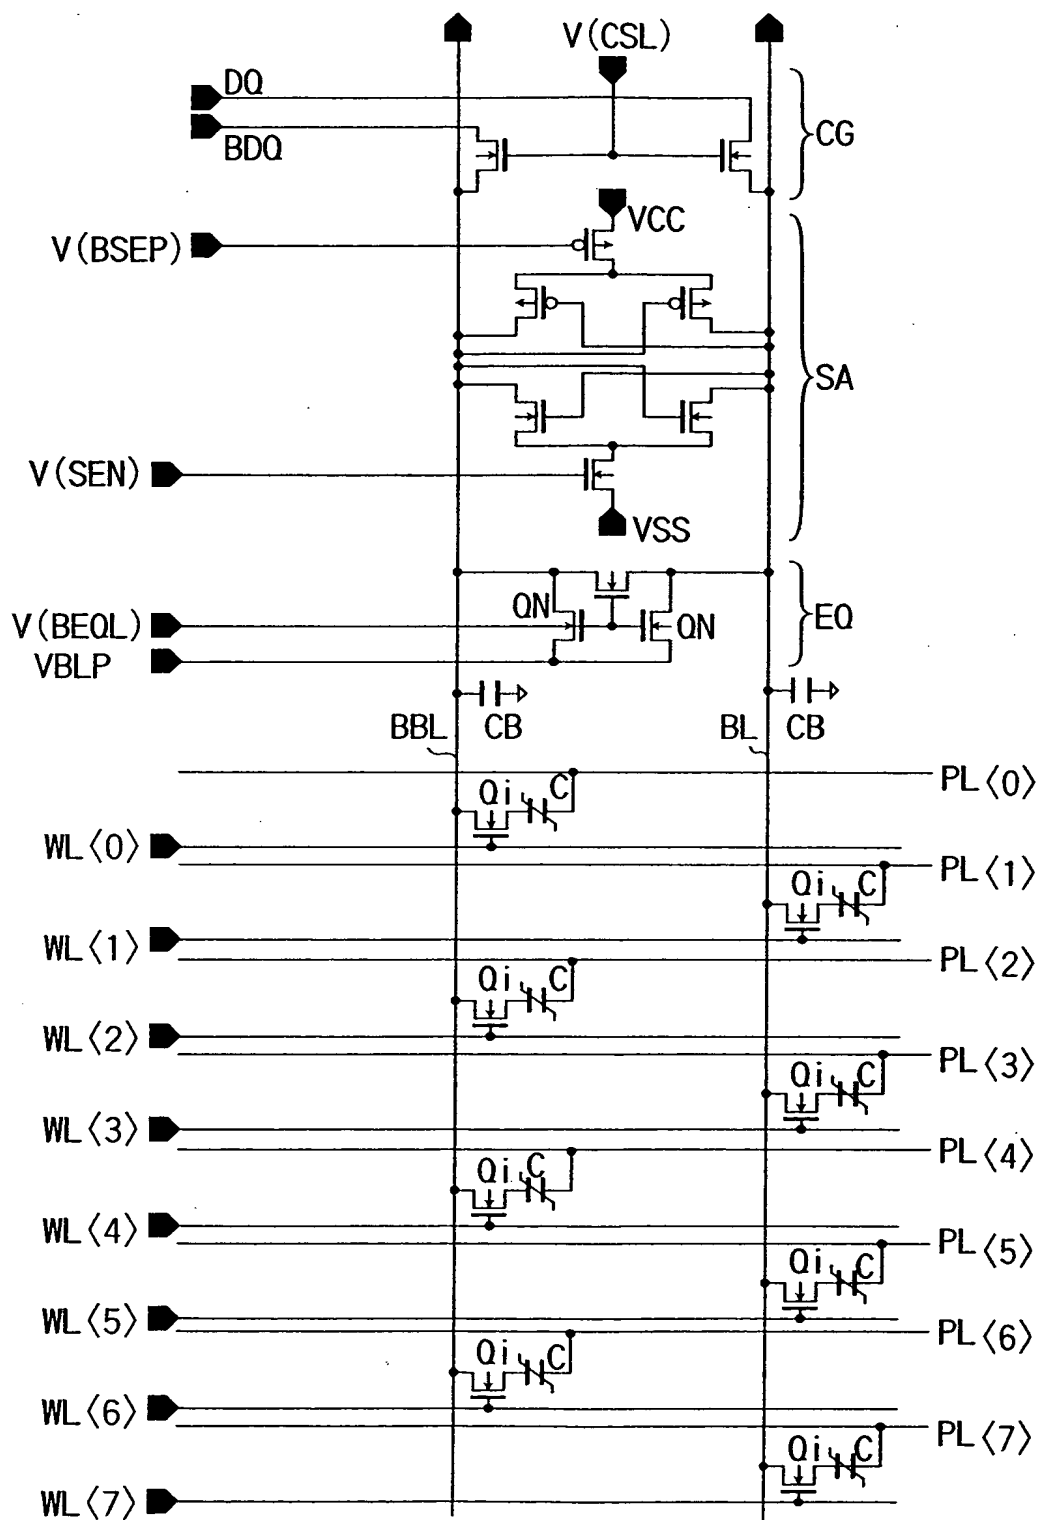 V(CSL)
DQ
BDQ
CG
VCC
V(BSEP)
SA
V(SEN)
VSS
QN
QN
EQ
V(BEQL)
VBLP
BBL
CB
BL
CB
PL〈0〉
Qi
C
WL〈0〉
PL〈1〉
Qi
C
WL〈1〉
PL〈2〉
Qi
C
WL〈2〉
PL〈3〉
Qi
C
WL〈3〉
PL〈4〉
Qi
C
WL〈4〉
PL〈5〉
Qi
C
WL〈5〉
PL〈6〉
Qi
C
WL〈6〉
PL〈7〉
Qi
C
WL〈7〉